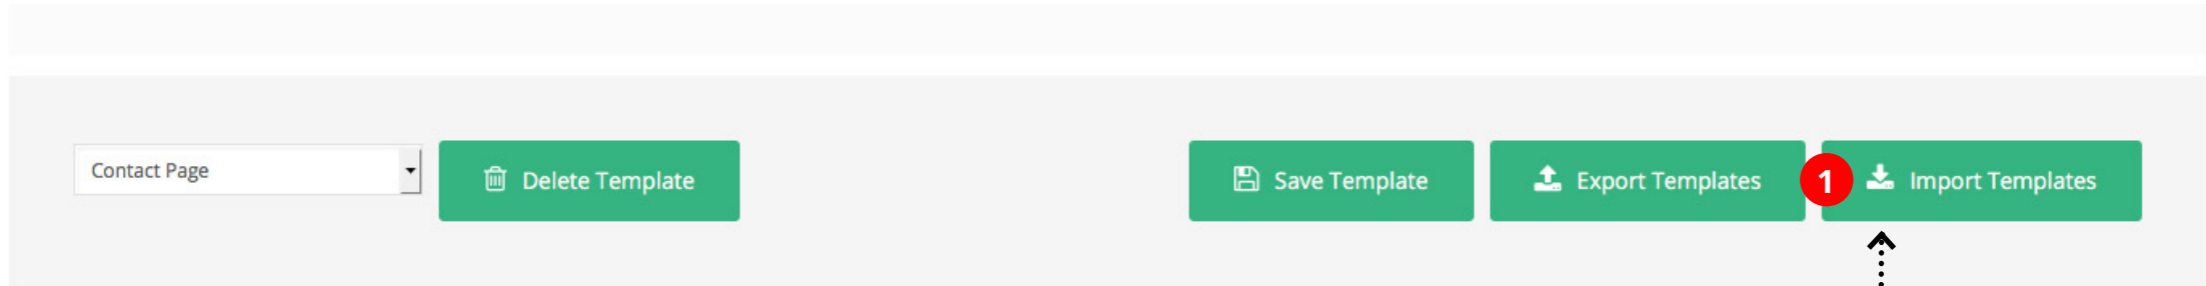 Contact Page
Delete Template
Save Template
Export Templates
1
Import Templates